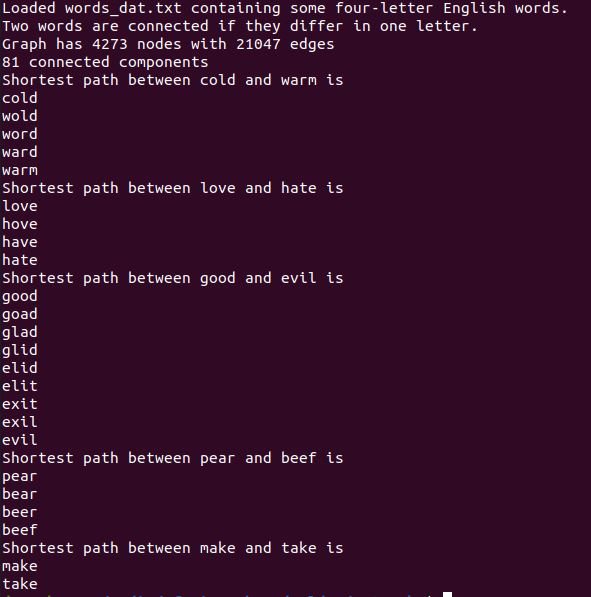 Loaded words_dat.txt containing some four-letter English words.
Two words are connected if they differ in one letter.
Graph has 4273 nodes with 21047 edges
81 connected components
Shortest path between cold and warm is
cold
wold
word
ward
warm
Shortest path between love and hate is
love
hove
have
hate
Shortest path between good and evil is
good
goad
glad
glid
elid
elit
exit
exil
evil
Shortest path between pear and beef is
pear
bear
beer
beef
Shortest path between make and take is
make
take